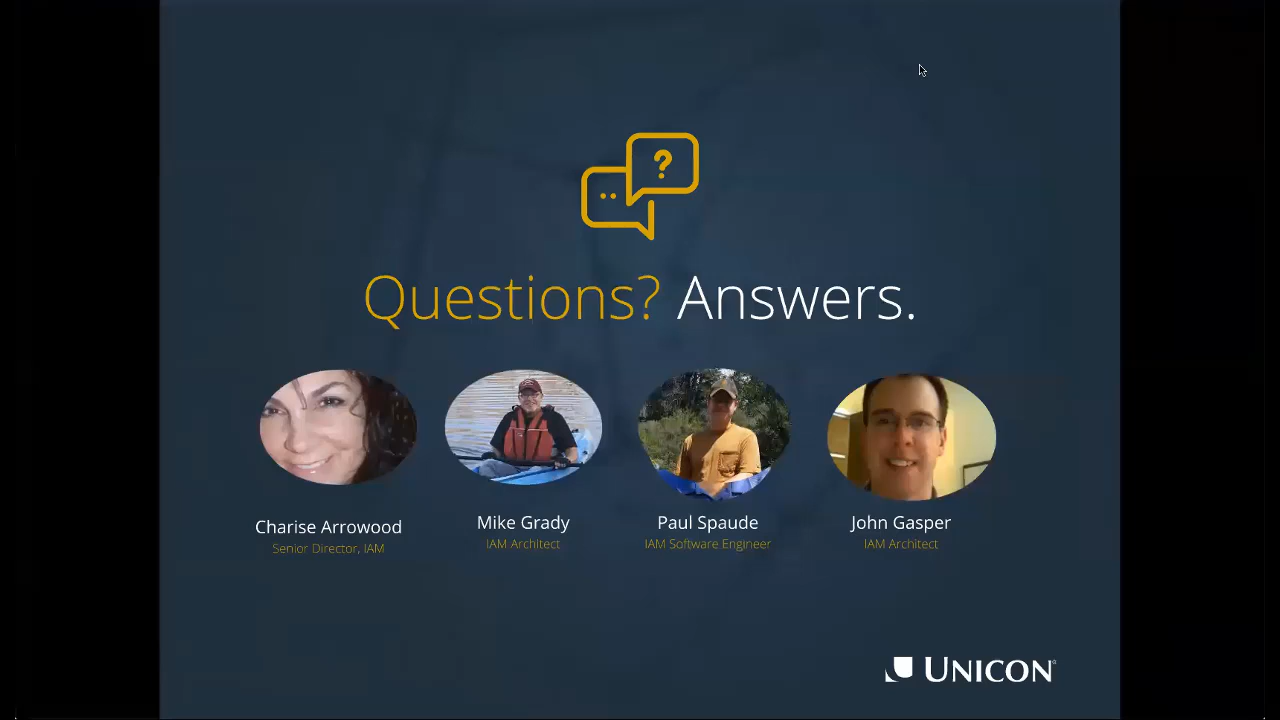 ?
Questions? Answers.
Charise Arrowood
Senior Director, IAM
Mike Grady
IAM Architect
Paul Spaude
IAM Software Engineer
John Gasper
IAM Architect
UNICON